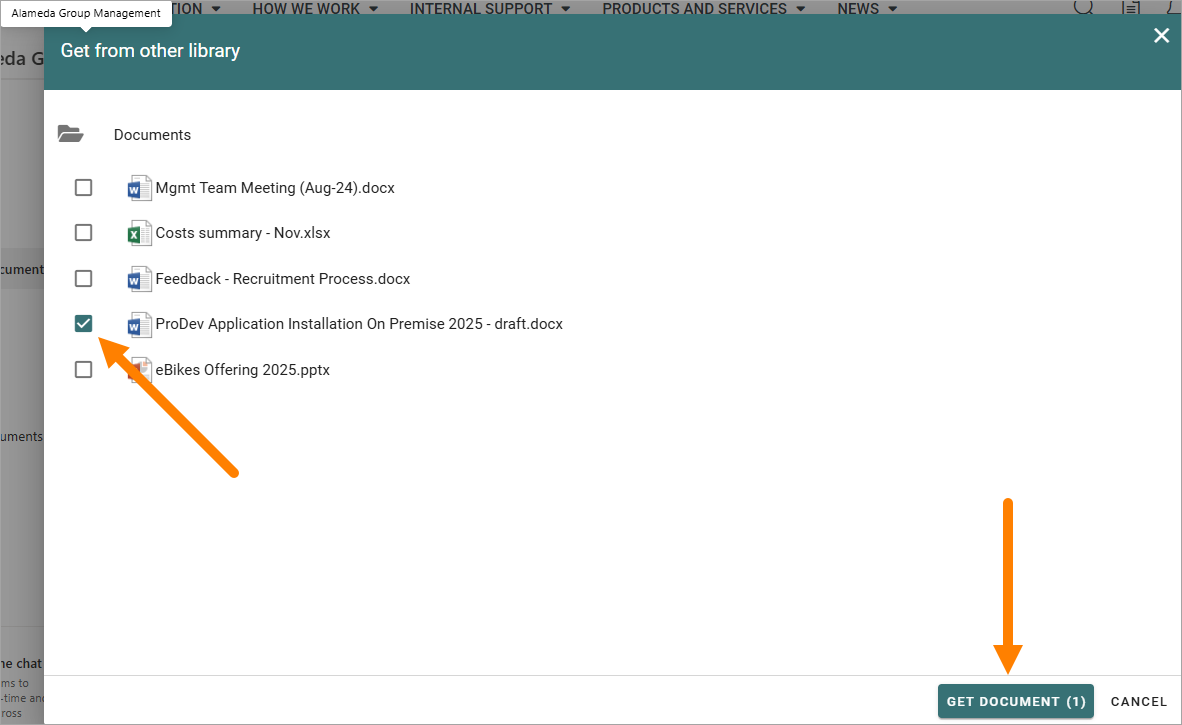 Alameda Group Management
TION HOW WE WORK INTERNAL SUPPORT PRODUCTS AND SERVICES NEWS
eda G
Get from other library
Documents
Mgmt Team Meeting (Aug-24).docx
Costs summary - Nov.xlsx
cument
Feedback - Recruitment Process.docx
ProDev Application Installation On Premise 2025 - draft.docx
eBikes Offering 2025.pptx
uments
he chat
ms to
-time and
ross
GET DOCUMENT (1) CANCEL